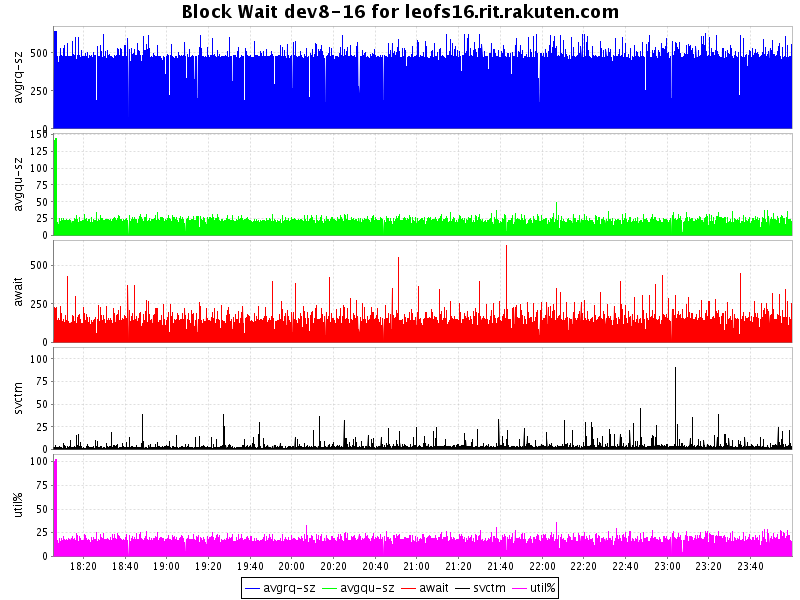 Block Wait dev8-16 for leofs16.rit.rakuten.com
avgrq-sz
500
250
0
avgqu-sz
150
125
100
75
50
25
0
await
500
250
0
svctm
100
75
50
25
0
util%
100
75
50
25
0
18:20 18:40 19:00 19:20 19:40 20:00 20:20 20:40 21:00 21:20 21:40 22:00 22:20 22:40 23:00 23:20 23:40
avgrq-sz avgqu-sz await svctm util%